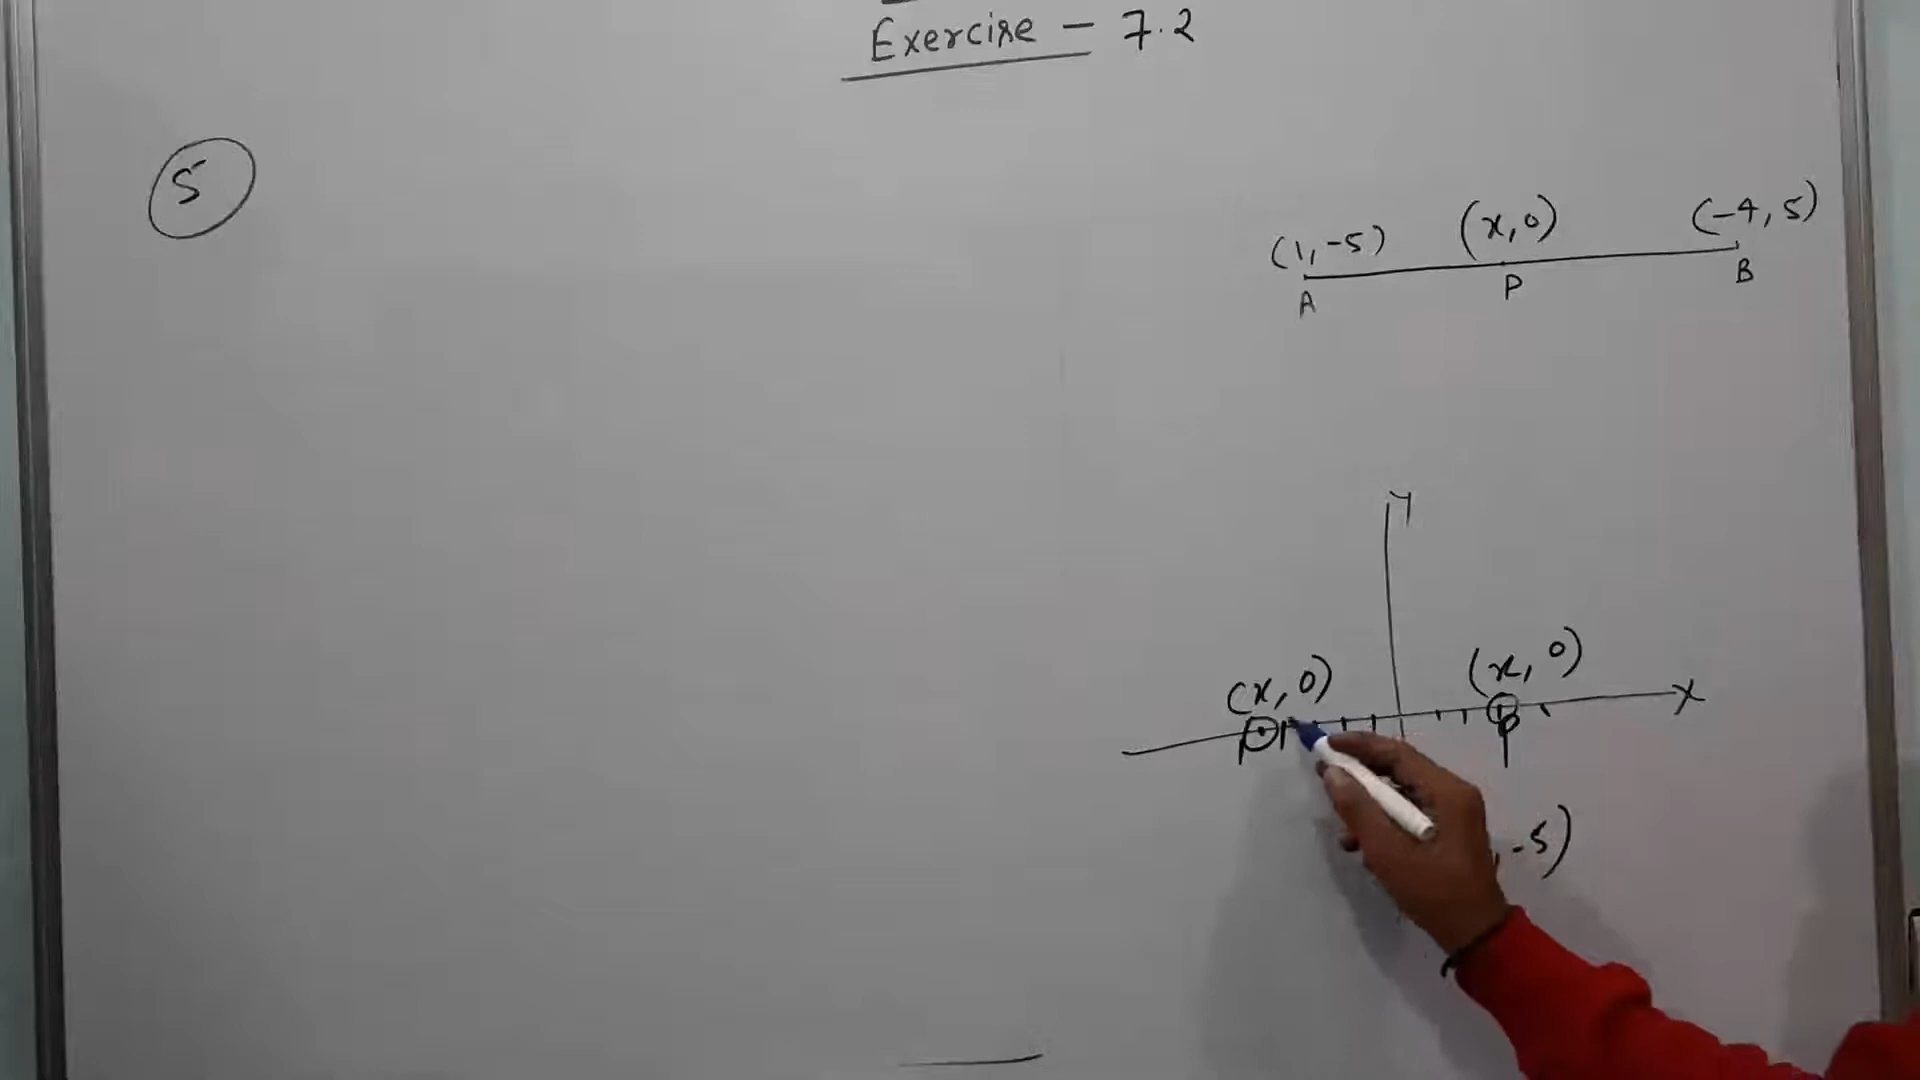 Exercise - 7.2
5
(1,-5) (x,0) (-4,5)
A P B
y
(x,0) (x,0)
x
P
,-5)